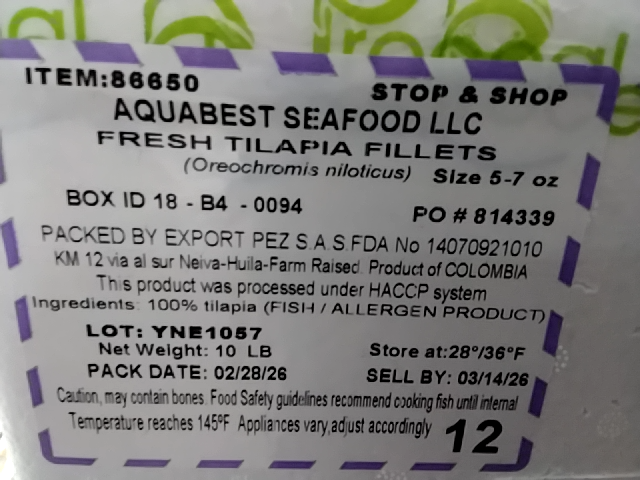 ITEM:86650
STOP & SHOP
AQUABEST SEAFOOD LLC
FRESH TILAPIA FILLETS
(Oreochromis niloticus) Size 5-7 oz
BOX ID 18 - B4 - 0094
PO # 814339
PACKED BY EXPORT PEZ S.A.S.FDA No 14070921010
KM 12 via al sur Neiva-Huila-Farm Raised. Product of COLOMBIA
This product was processed under HACCP system
Ingredients: 100% tilapia (FISH / ALLERGEN PRODUCT)
LOT: YNE1057
Net Weight: 10 LB
Store at:28°/36°F
PACK DATE: 02/28/26
SELL BY: 03/14/26
Caution, may contain bones. Food Safety guidelines recommend cooking fish until internal
Temperature reaches 145ºF Appliances vary,adjust accordingly
12